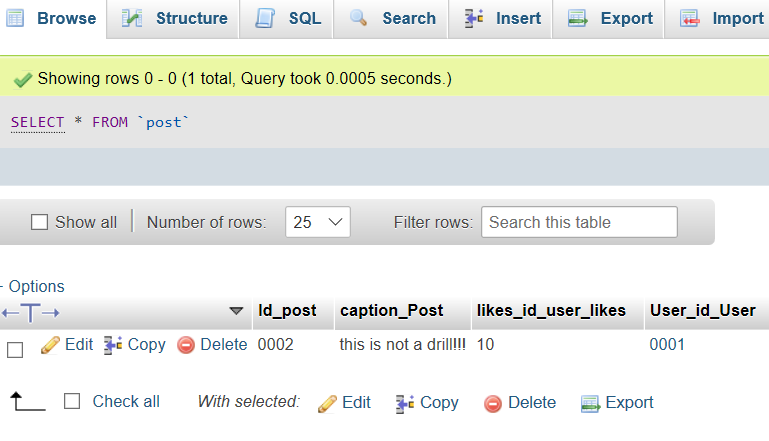 Browse Structure SQL Search Insert Export Import
Showing rows 0 - 0 (1 total, Query took 0.0005 seconds.)
SELECT * FROM `post`
Show all Number of rows: 25 Filter rows: Search this table
- Options
←T→ Id_post caption_Post likes_id_user_likes User_id_User
Edit Copy Delete 0002 this is not a drill!!! 10 0001
Check all With selected: Edit Copy Delete Export